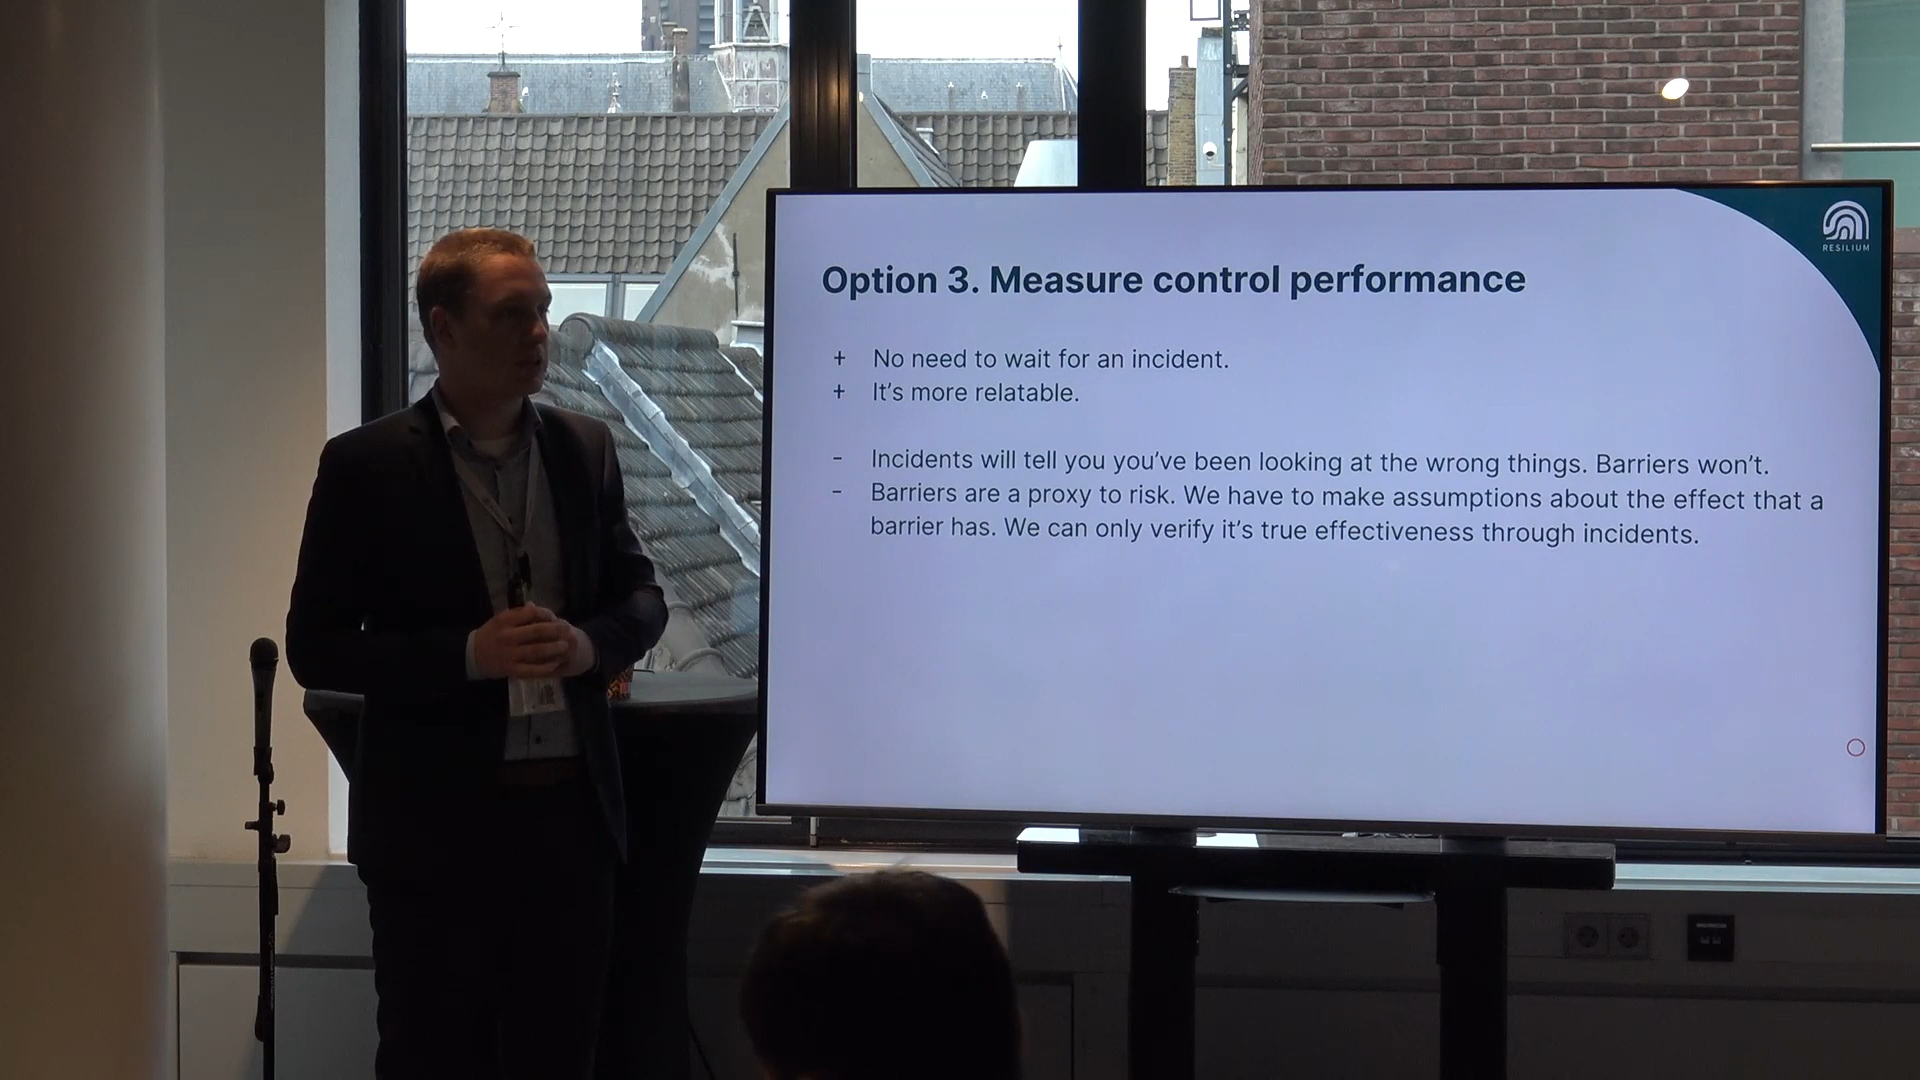 RESILIUM
Option 3. Measure control performance
+ No need to wait for an incident.
+ It's more relatable.
- Incidents will tell you you've been looking at the wrong things. Barriers won't.
- Barriers are a proxy to risk. We have to make assumptions about the effect that a
barrier has. We can only verify it's true effectiveness through incidents.